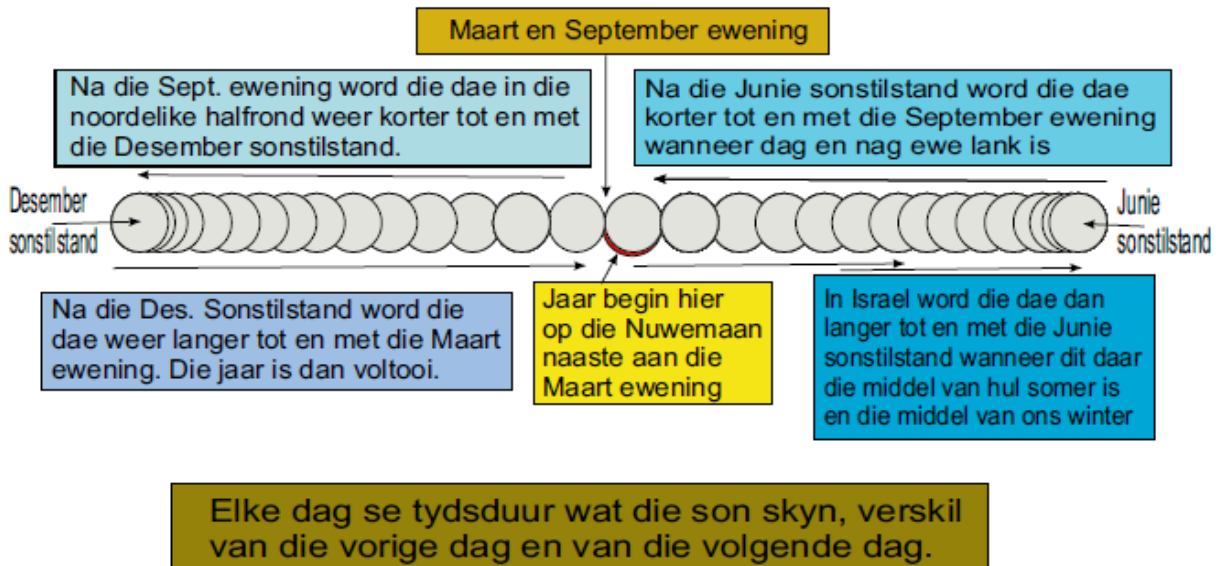 Maart en September ewening
Na die Sept. ewening word die dae in die
noordelike halfrond weer korter tot en met
die Desember sonstilstand.
Na die Junie sonstilstand word die dae
korter tot en met die September ewening
wanneer dag en nag ewe lank is
Desember
sonstilstand
Junie
sonstilstand
Na die Des. Sonstilstand word die
dae weer langer tot en met die Maart
ewening. Die jaar is dan voltooi.
Jaar begin hier
op die Nuwemaan
naaste aan die
Maart ewening
In Israel word die dae dan
langer tot en met die Junie
sonstilstand wanneer dit daar
die middel van hul somer is
en die middel van ons winter
Elke dag se tydsduur wat die son skyn, verskil
van die vorige dag en van die volgende dag.